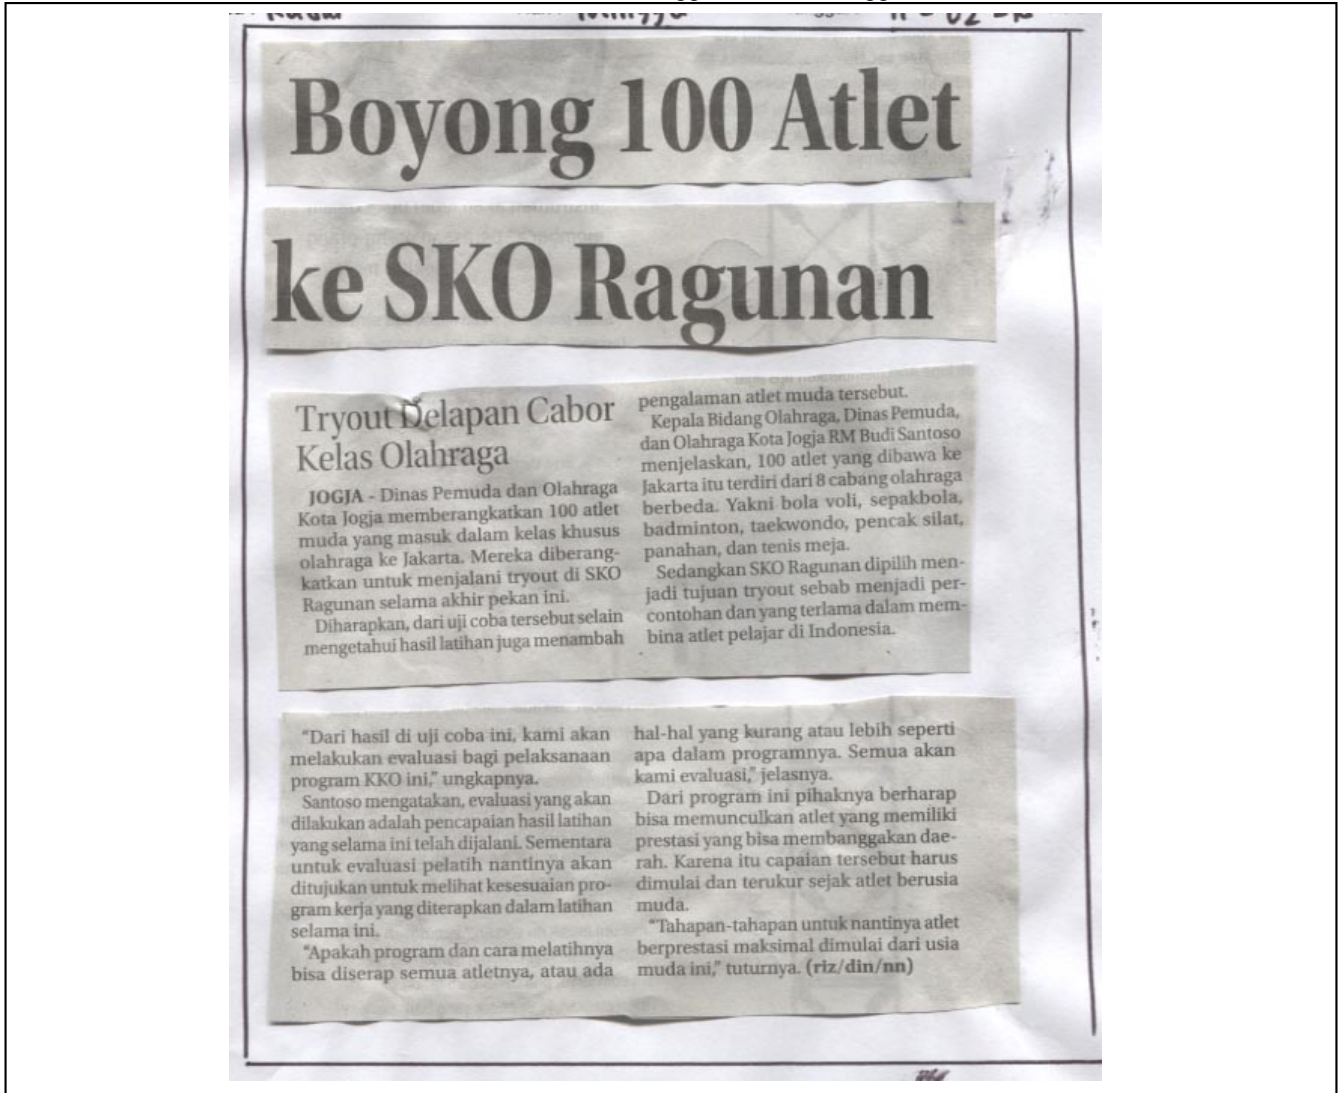 Minggu
Boyong 100 Atlet
ke SKO Ragunan
Tryout Delapan Cabor
Kelas Olahraga
JOGJA - Dinas Pemuda dan Olahraga
Kota Jogja memberangkatkan 100 atlet
muda yang masuk dalam kelas khusus
olahraga ke Jakarta. Mereka diberang-
katkan untuk menjalani tryout di SKO
Ragunan selama akhir pekan ini.
Diharapkan, dari uji coba tersebut selain
mengetahui hasil latihan juga menambah
pengalaman atlet muda tersebut.
Kepala Bidang Olahraga, Dinas Pemuda,
dan Olahraga Kota Jogja RM Budi Santoso
menjelaskan, 100 atlet yang dibawa ke
Jakarta itu terdiri dari 8 cabang olahraga
berbeda. Yakni bola voli, sepakbola,
badminton, taekwondo, pencak silat,
panahan, dan tenis meja.
Sedangkan SKO Ragunan dipilih men-
jadi tujuan tryout sebab menjadi per-
contohan dan yang terlama dalam mem-
bina atlet pelajar di Indonesia.
“Dari hasil di uji coba ini, kami akan
melakukan evaluasi bagi pelaksanaan
program KKO ini,” ungkapnya.
Santoso mengatakan, evaluasi yang akan
dilakukan adalah pencapaian hasil latihan
yang selama ini telah dijalani. Sementara
untuk evaluasi pelatih nantinya akan
ditujukan untuk melihat kesesuaian pro-
gram kerja yang diterapkan dalam latihan
selama ini.
“Apakah program dan cara melatihnya
bisa diserap semua atletnya, atau ada
hal-hal yang kurang atau lebih seperti
apa dalam programnya. Semua akan
kami evaluasi,” jelasnya.
Dari program ini pihaknya berharap
bisa memunculkan atlet yang memiliki
prestasi yang bisa membanggakan dae-
rah. Karena itu capaian tersebut harus
dimulai dan terukur sejak atlet berusia
muda.
“Tahapan-tahapan untuk nantinya atlet
berprestasi maksimal dimulai dari usia
muda ini,” tuturnya. (riz/din/nn)